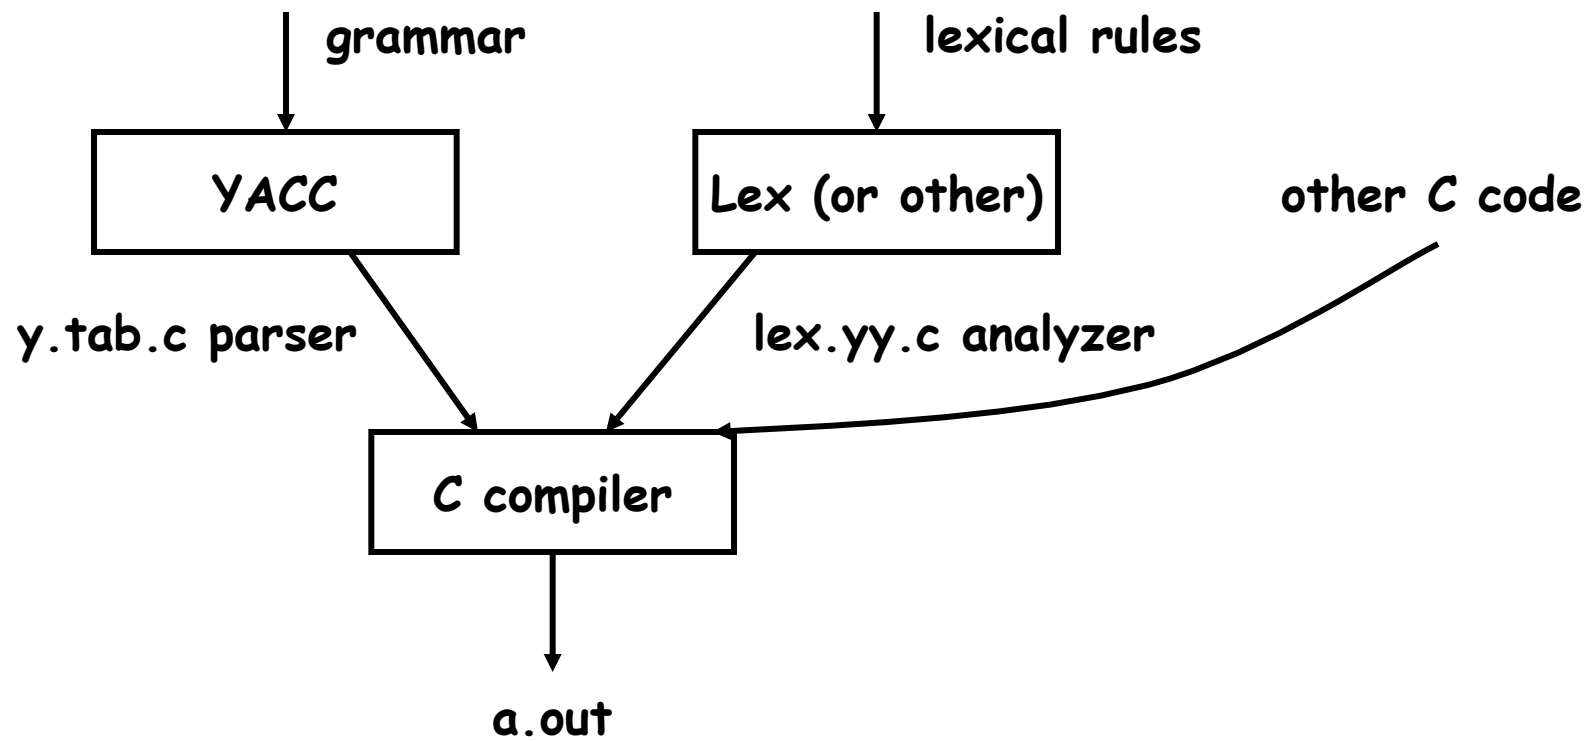 grammar
lexical rules
YACC
Lex (or other)
other C code
y.tab.c parser
lex.yy.c analyzer
C compiler
a.out